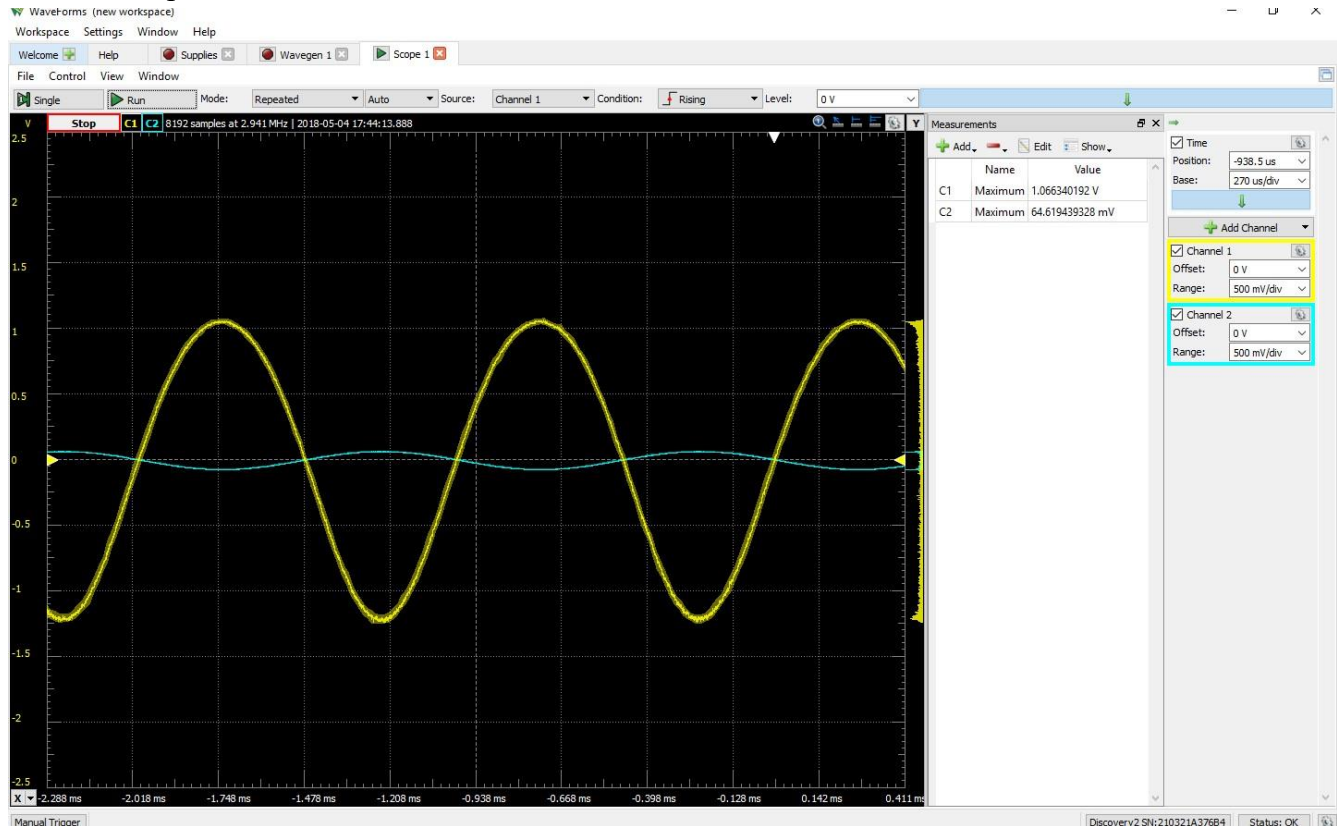 WaveForms (new workspace)
Workspace Settings Window Help
Welcome Help Supplies Wavegen 1 Scope 1
File Control View Window
Single Run Mode: Repeated Auto Source: Channel 1 Condition: Rising Level: 0 V
V Stop C1 C2 8192 samples at 2.941 MHz | 2018-05-04 17:44:13.888 Y
2.5
2
1.5
1
0.5
0
-0.5
-1
-1.5
-2
-2.5
X -2.288 ms -2.018 ms -1.748 ms -1.478 ms -1.208 ms -0.938 ms -0.668 ms -0.398 ms -0.128 ms 0.142 ms 0.411 ms
Measurements
Add Edit Show
Name Value
C1 Maximum 1.066340192 V
C2 Maximum 64.619439328 mV
Time
Position: -938.5 us
Base: 270 us/div
Add Channel
Channel 1
Offset: 0 V
Range: 500 mV/div
Channel 2
Offset: 0 V
Range: 500 mV/div
Manual Trigger Discovery2 SN:210321A376B4 Status: OK